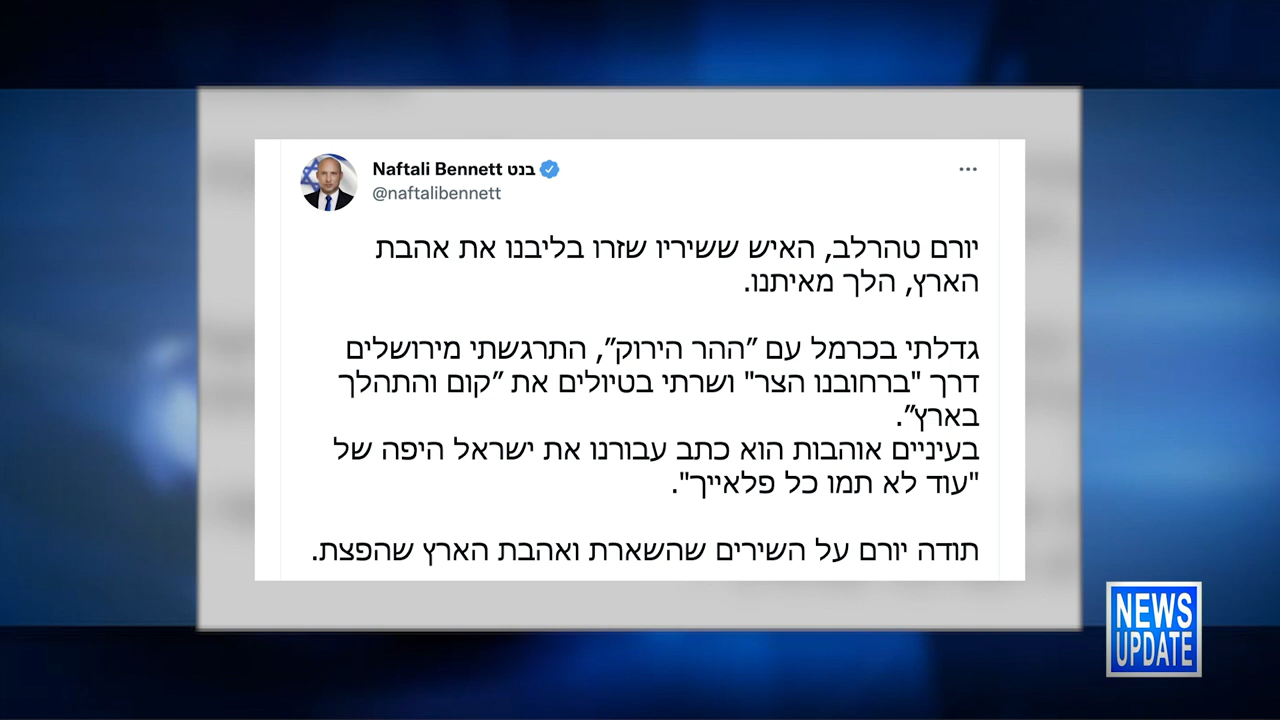 Naftali Bennett בנט
@naftalibennett
יורם טהרלב, האיש ששיריו שזרו בליבנו את אהבת
הארץ, הלך מאיתנו.
גדלתי בכרמל עם ”ההר הירוק”, התרגשתי מירושלים
דרך "ברחובנו הצר" ושרתי בטיולים את ”קום והתהלך
בארץ”.
בעיניים אוהבות הוא כתב עבורנו את ישראל היפה של
"עוד לא תמו כל פלאייך".
תודה יורם על השירים שהשארת ואהבת הארץ שהפצת.
NEWS
UPDATE